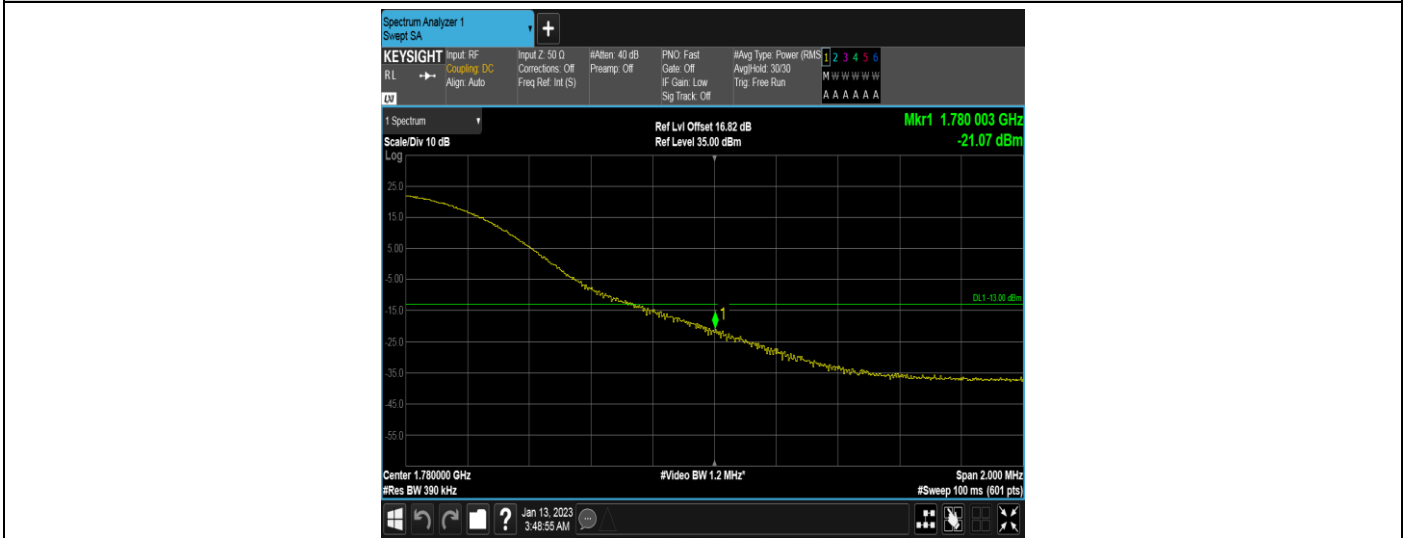 Spectrum Analyzer 1
Swept SA
+
KEYSIGHT
RL
LXI
Input: RF
Coupling: DC
Align: Auto
Input Z: 50 Ω
Corrections: Off
Freq Ref: Int (S)
#Atten: 40 dB
Preamp: Off
PNO: Fast
Gate: Off
IF Gain: Low
Sig Track: Off
#Avg Type: Power (RMS
Avg|Hold: 30/30
Trig: Free Run
1 2 3 4 5 6
M W W W W W
A A A A A A
1 Spectrum
Scale/Div 10 dB
Log
Ref Lvl Offset 16.82 dB
Ref Level 35.00 dBm
Mkr1 1.780 003 GHz
-21.07 dBm
25.0
15.0
5.00
-5.00
DL1 -13.00 dBm
-15.0
1
-25.0
-35.0
-45.0
-55.0
Center 1.780000 GHz
#Res BW 390 kHz
#Video BW 1.2 MHz*
Span 2.000 MHz
#Sweep 100 ms (601 pts)
?
Jan 13, 2023
3:48:55 AM